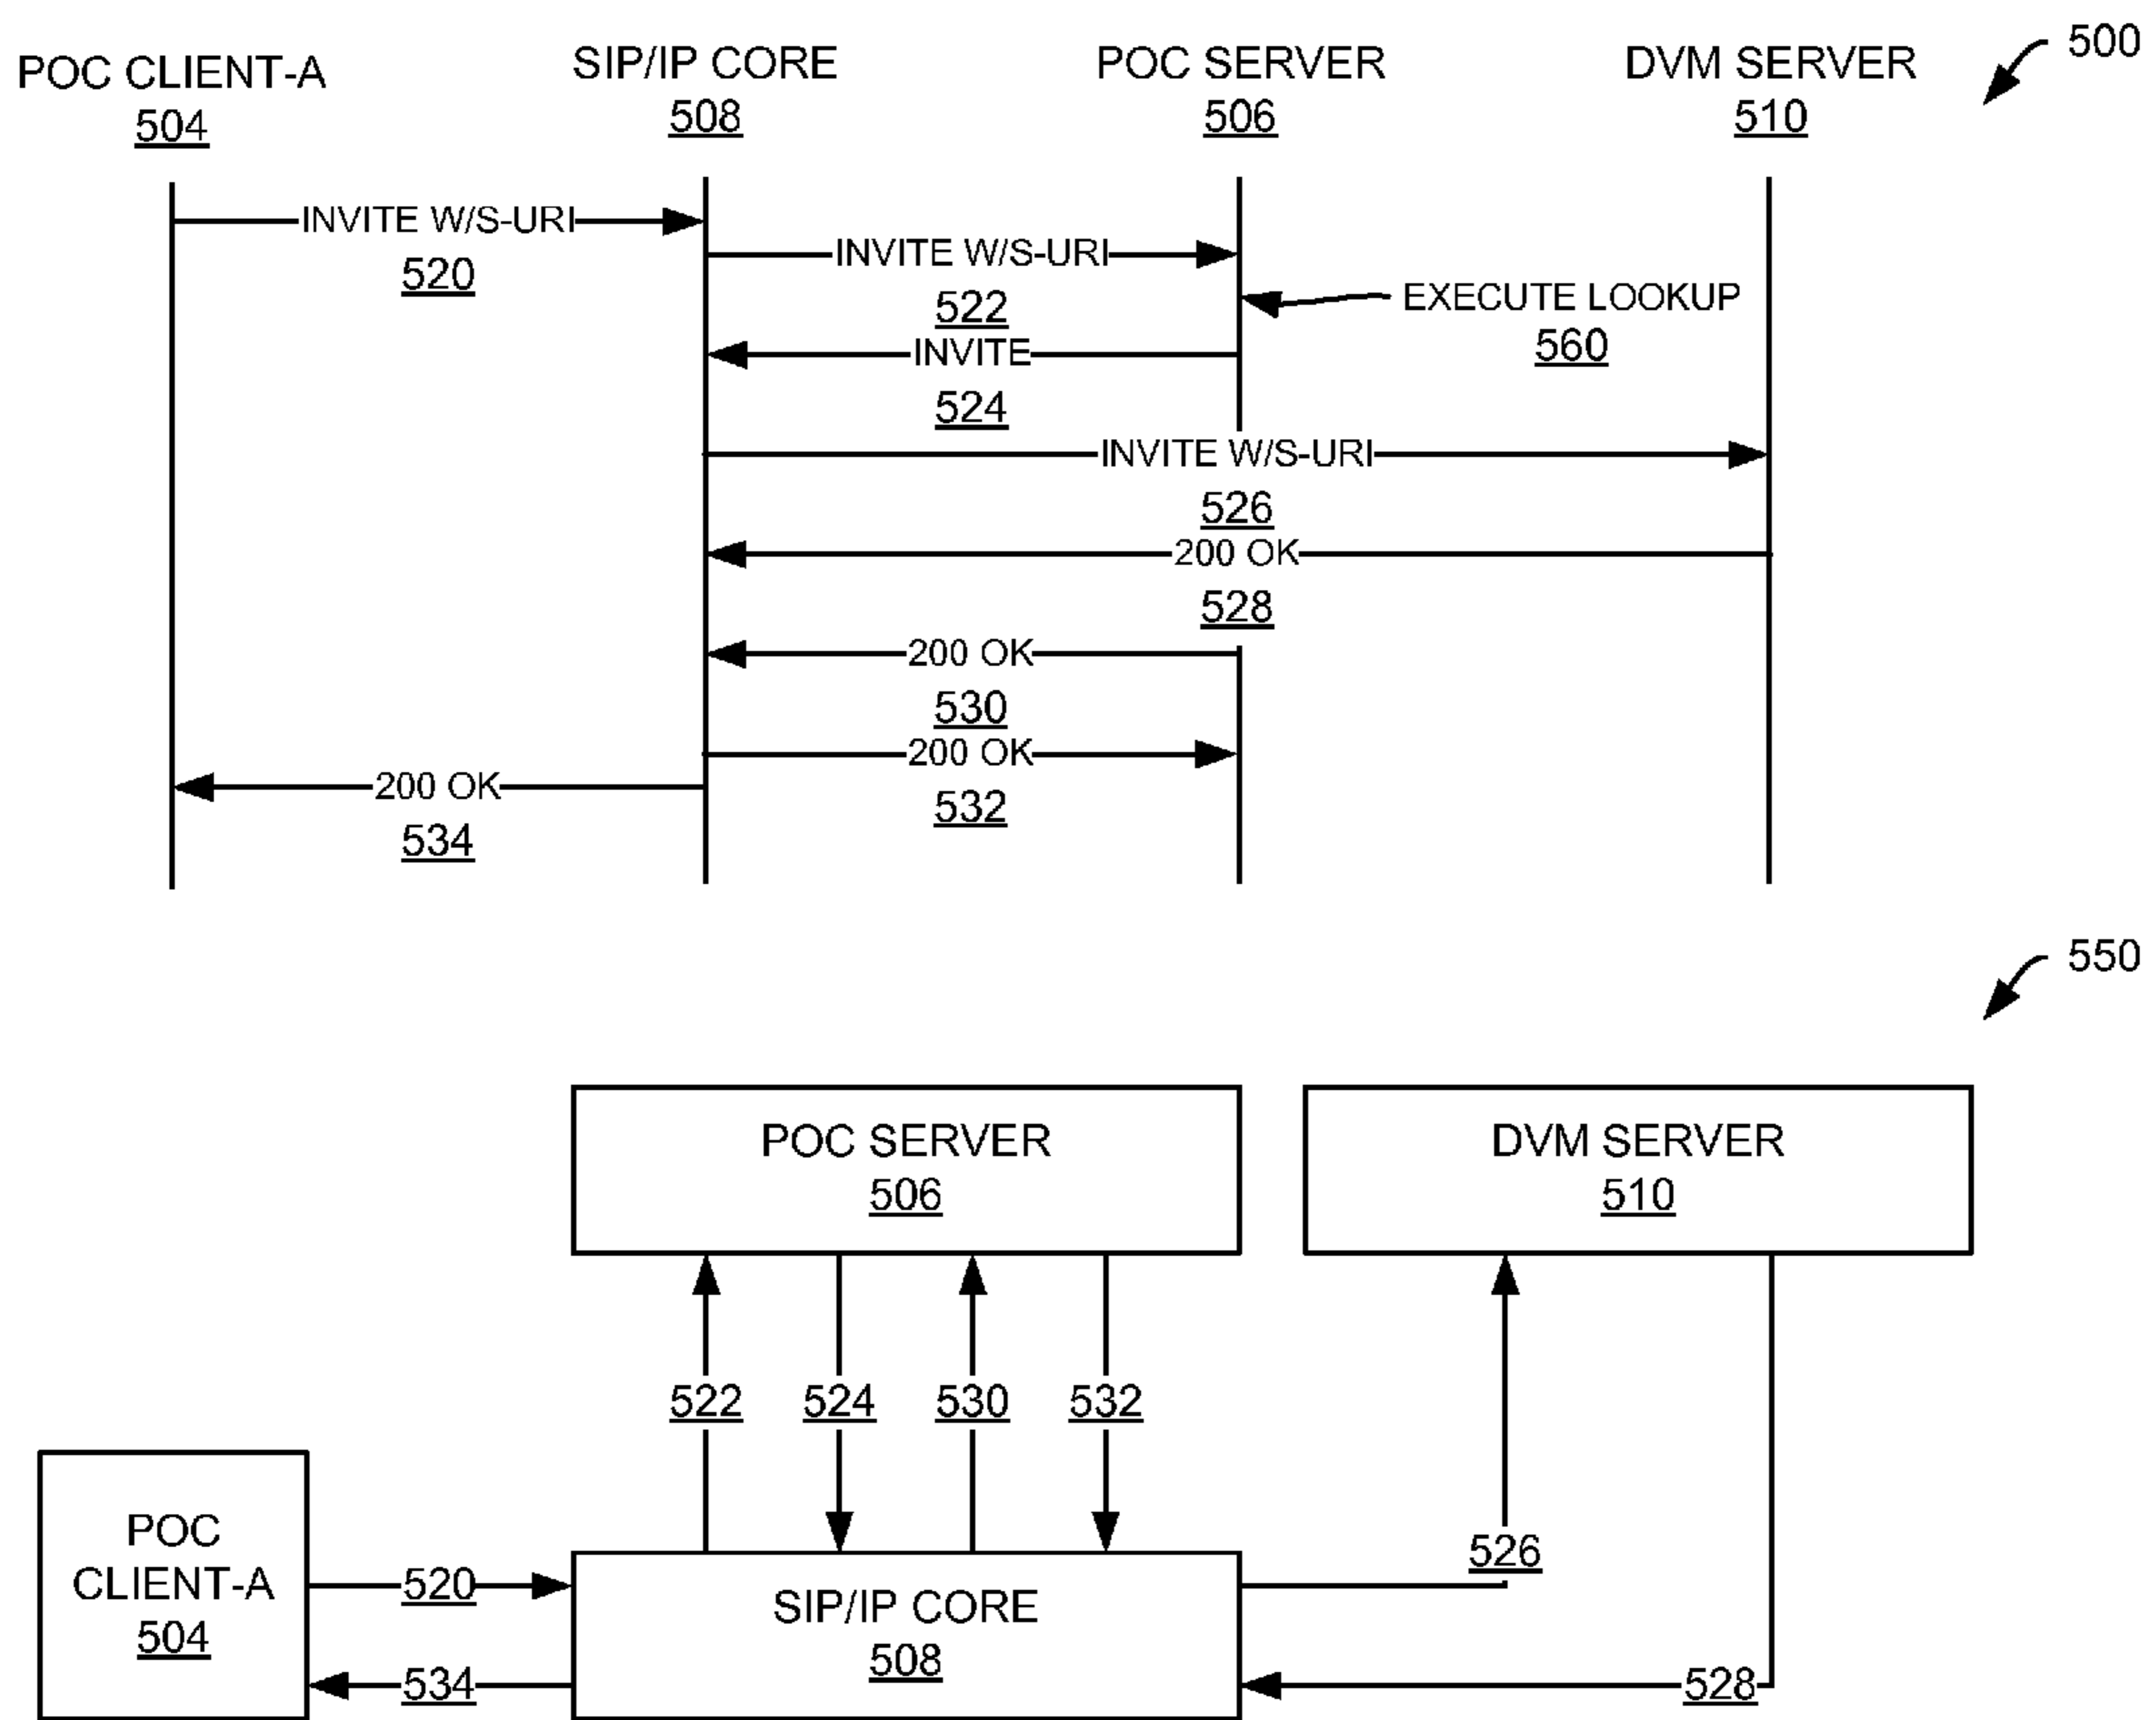 500
POC CLIENT-A
504
SIP/IP CORE
508
POC SERVER
506
DVM SERVER
510
INVITE W/S-URI
520
INVITE W/S-URI
522
EXECUTE LOOKUP
560
INVITE
524
INVITE W/S-URI
526
200 OK
528
200 OK
530
200 OK
532
200 OK
534
550
POC SERVER
506
DVM SERVER
510
522
524
530
532
526
POC
CLIENT-A
504
520
534
SIP/IP CORE
508
528